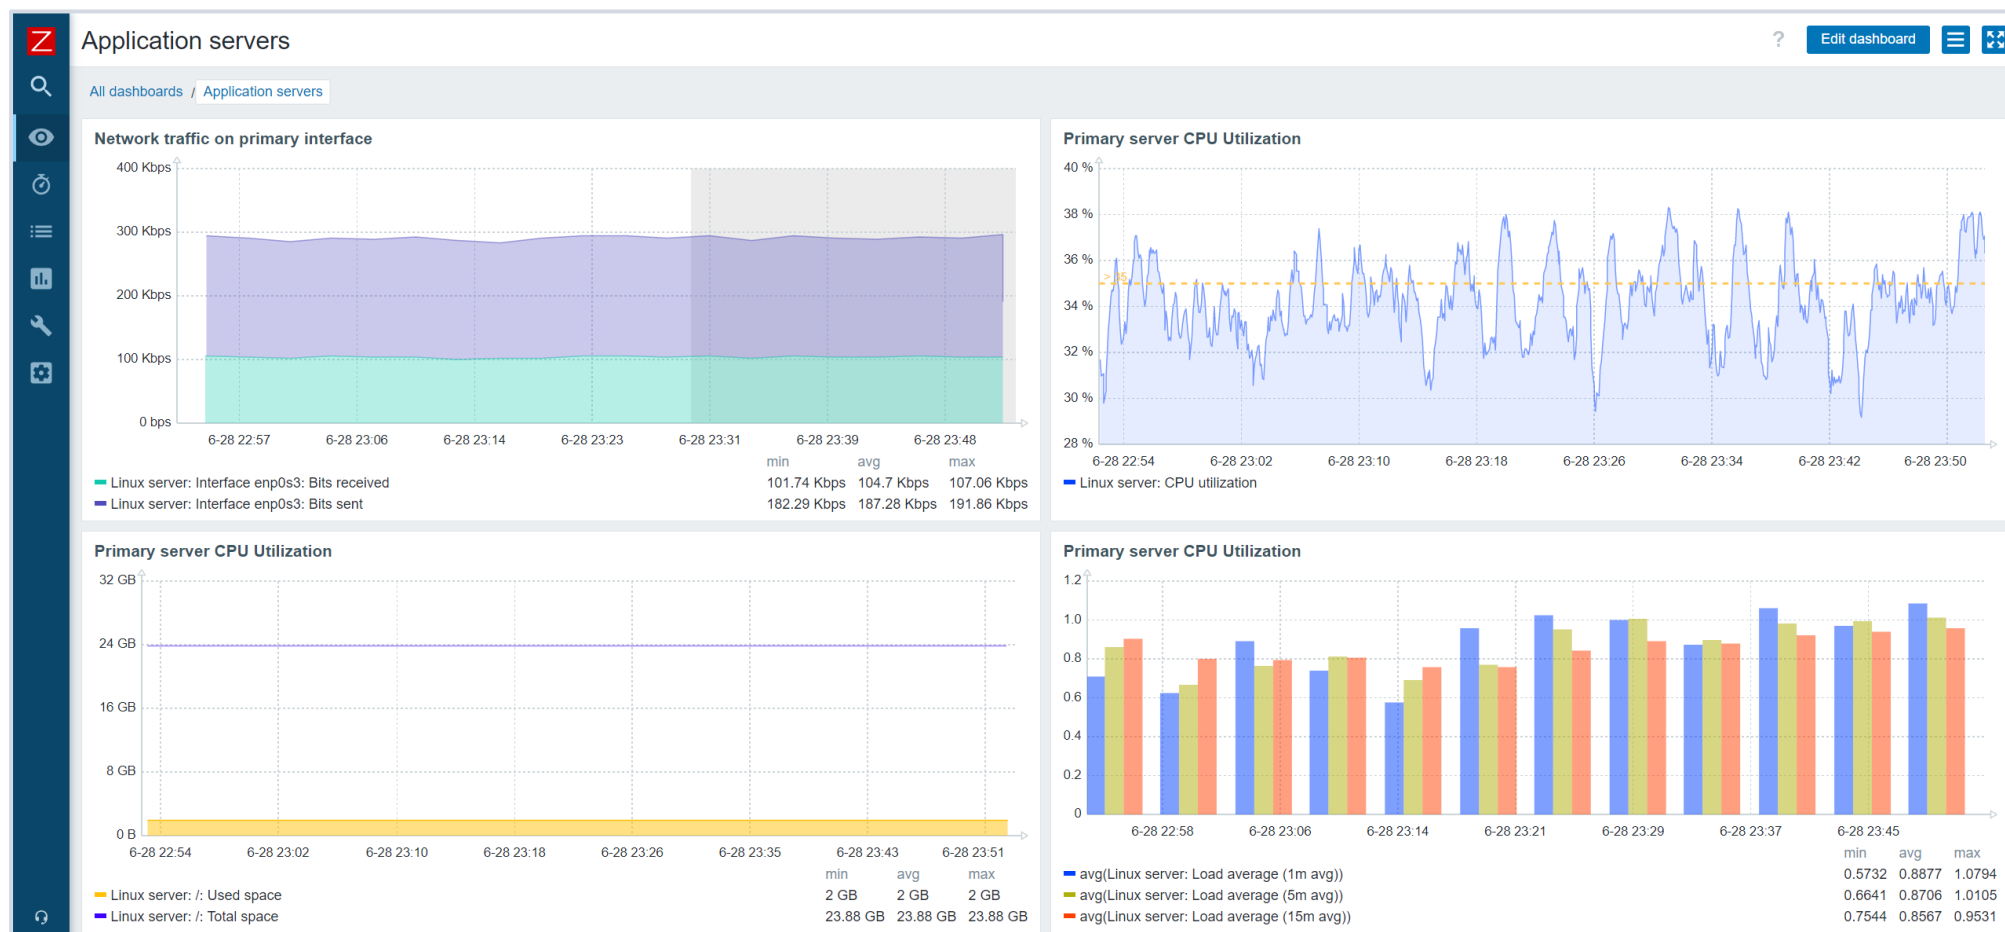 Z
Application servers
?
Edit dashboard
All dashboards / Application servers
Network traffic on primary interface
400 Kbps
300 Kbps
200 Kbps
100 Kbps
0 bps
6-28 22:57 6-28 23:06 6-28 23:14 6-28 23:23 6-28 23:31 6-28 23:39 6-28 23:48
min avg max
Linux server: Interface enp0s3: Bits received 101.74 Kbps 104.7 Kbps 107.06 Kbps
Linux server: Interface enp0s3: Bits sent 182.29 Kbps 187.28 Kbps 191.86 Kbps
Primary server CPU Utilization
40 %
38 %
36 %
> 35
34 %
32 %
30 %
28 %
6-28 22:54 6-28 23:02 6-28 23:10 6-28 23:18 6-28 23:26 6-28 23:34 6-28 23:42 6-28 23:50
Linux server: CPU utilization
Primary server CPU Utilization
32 GB
24 GB
16 GB
8 GB
0 B
6-28 22:54 6-28 23:02 6-28 23:10 6-28 23:18 6-28 23:26 6-28 23:35 6-28 23:43 6-28 23:51
min avg max
Linux server: /: Used space 2 GB 2 GB 2 GB
Linux server: /: Total space 23.88 GB 23.88 GB 23.88 GB
Primary server CPU Utilization
1.2
1.0
0.8
0.6
0.4
0.2
0
6-28 22:58 6-28 23:06 6-28 23:14 6-28 23:21 6-28 23:29 6-28 23:37 6-28 23:45
min avg max
avg(Linux server: Load average (1m avg)) 0.5732 0.8877 1.0794
avg(Linux server: Load average (5m avg)) 0.6641 0.8706 1.0105
avg(Linux server: Load average (15m avg)) 0.7544 0.8567 0.9531